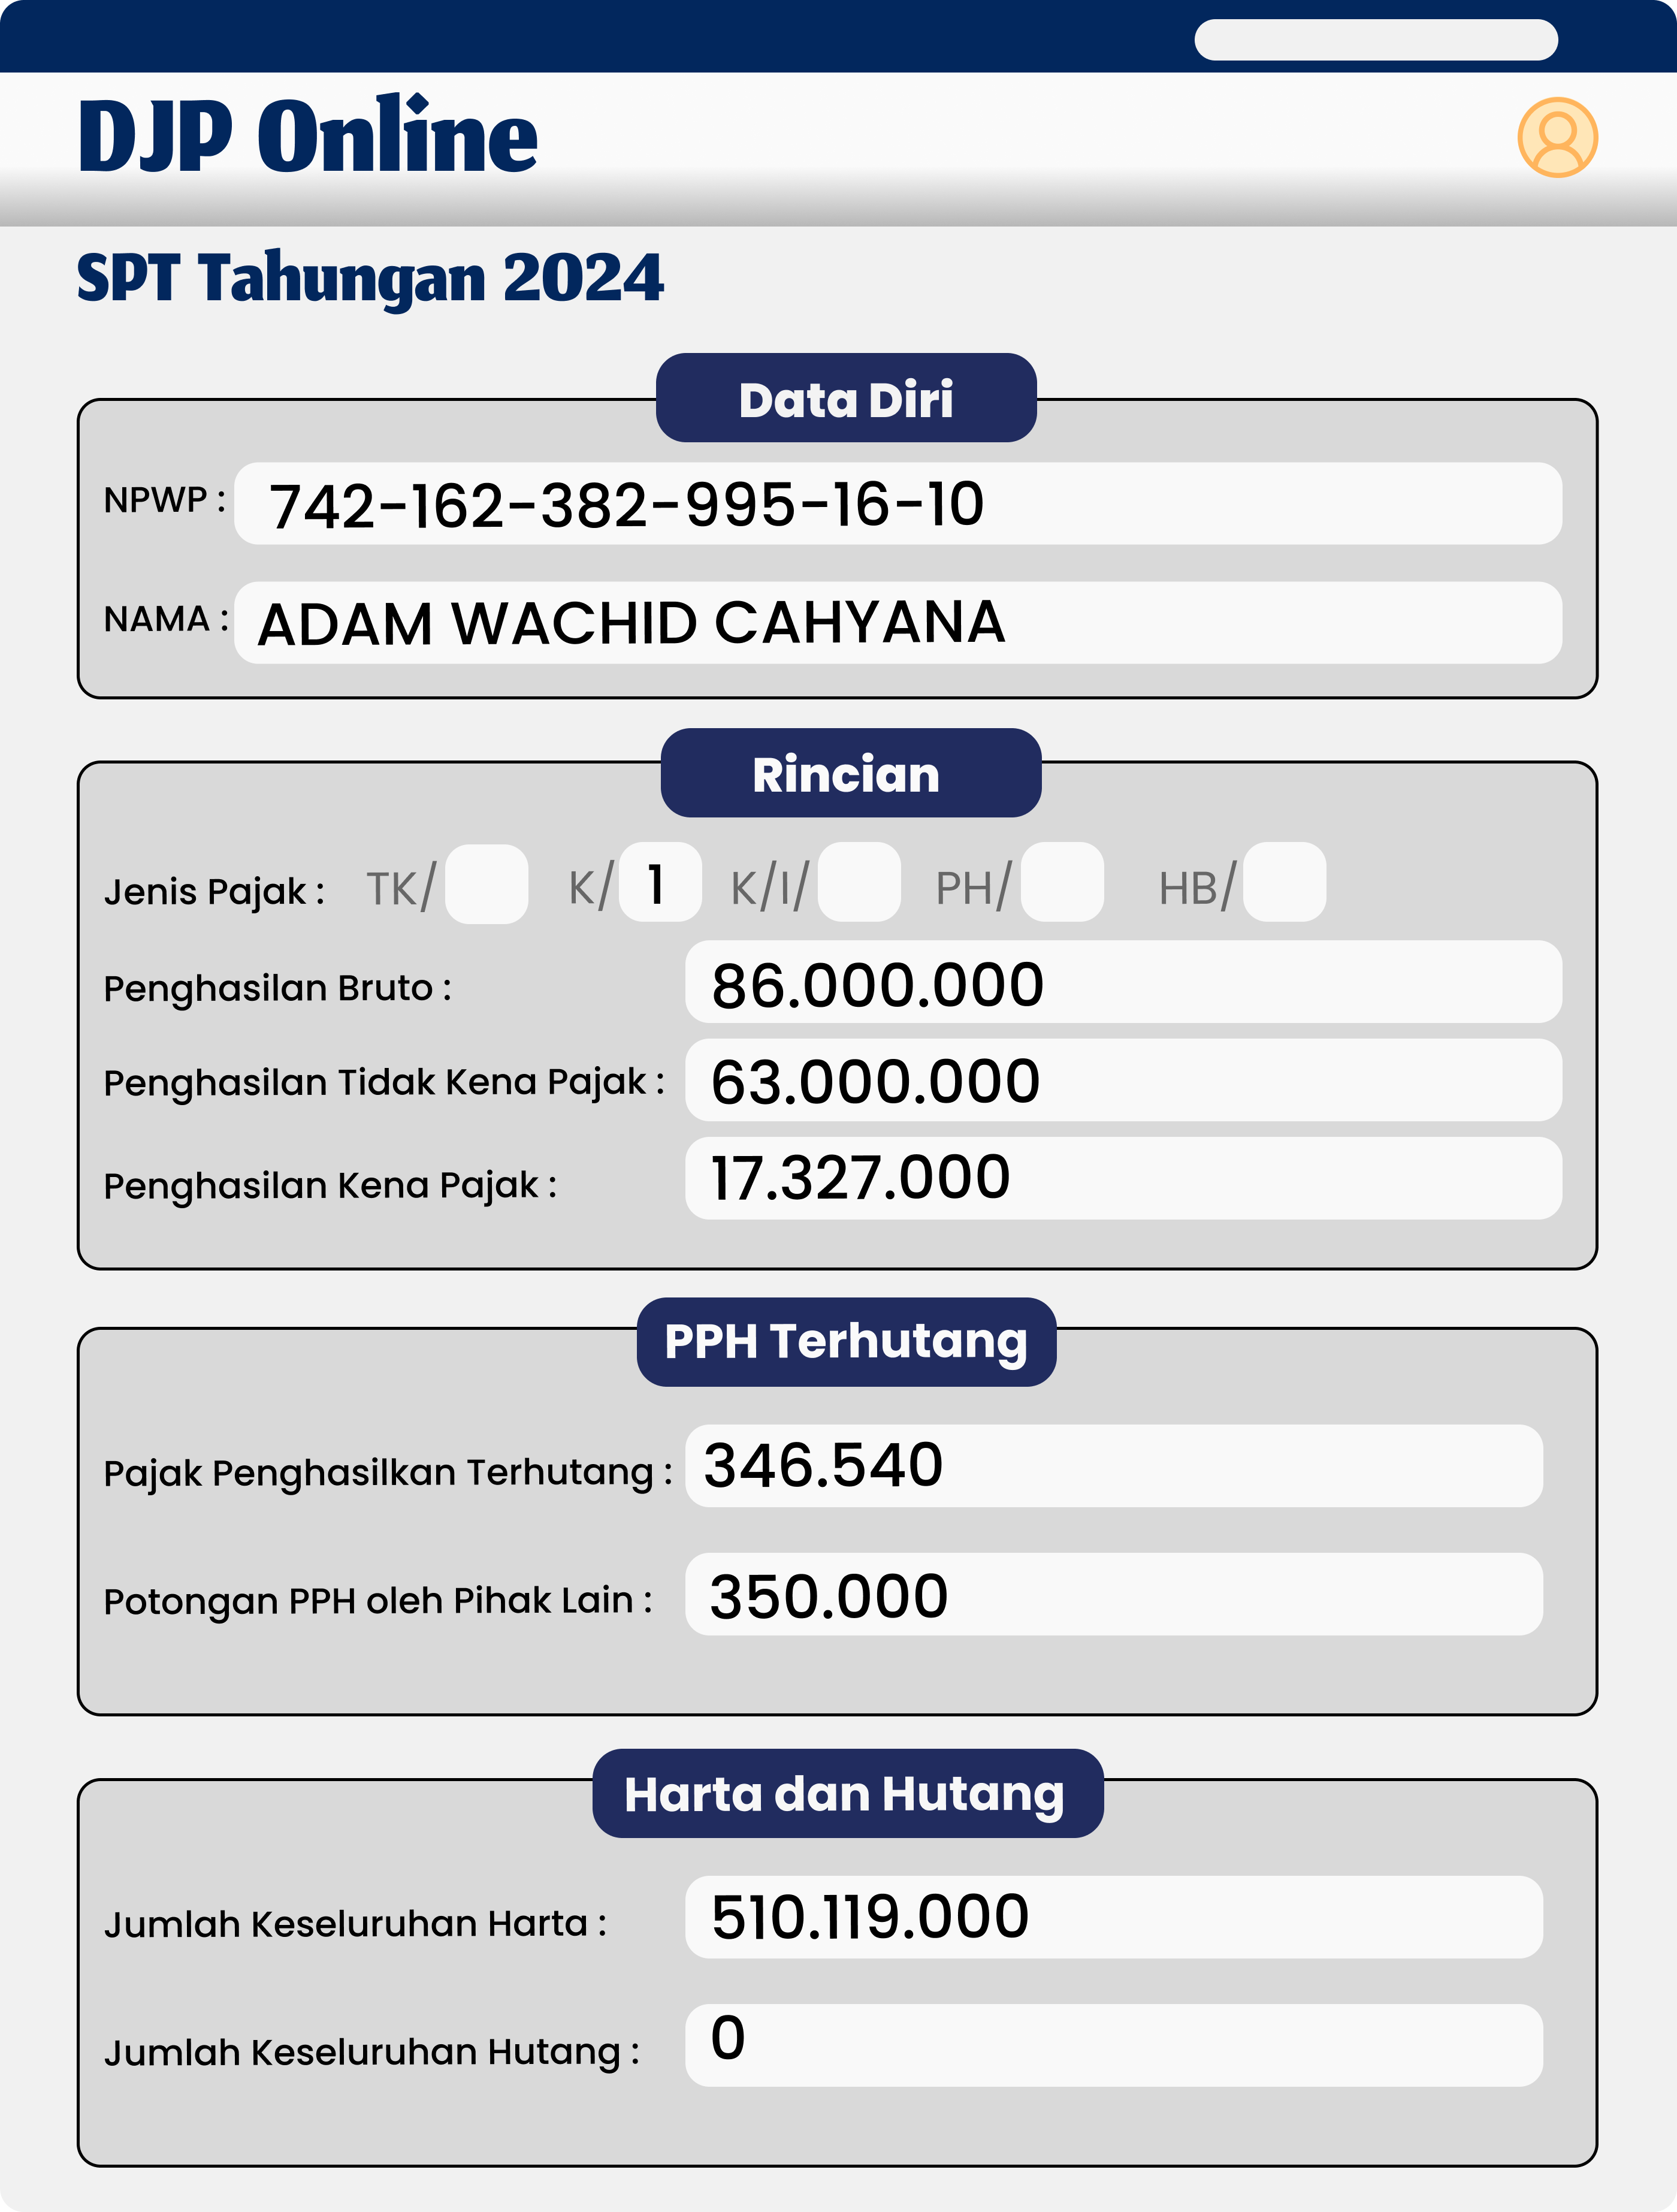 DJP Online
SPT Tahungan 2024
Data Diri
NPWP : 742-162-382-995-16-10
NAMA : ADAM WACHID CAHYANA
Rincian
Jenis Pajak : TK/ K/ 1 K/I/ PH/ HB/
Penghasilan Bruto : 86.000.000
Penghasilan Tidak Kena Pajak : 63.000.000
Penghasilan Kena Pajak : 17.327.000
PPH Terhutang
Pajak Penghasilkan Terhutang : 346.540
Potongan PPH oleh Pihak Lain : 350.000
Harta dan Hutang
Jumlah Keseluruhan Harta : 510.119.000
Jumlah Keseluruhan Hutang : 0